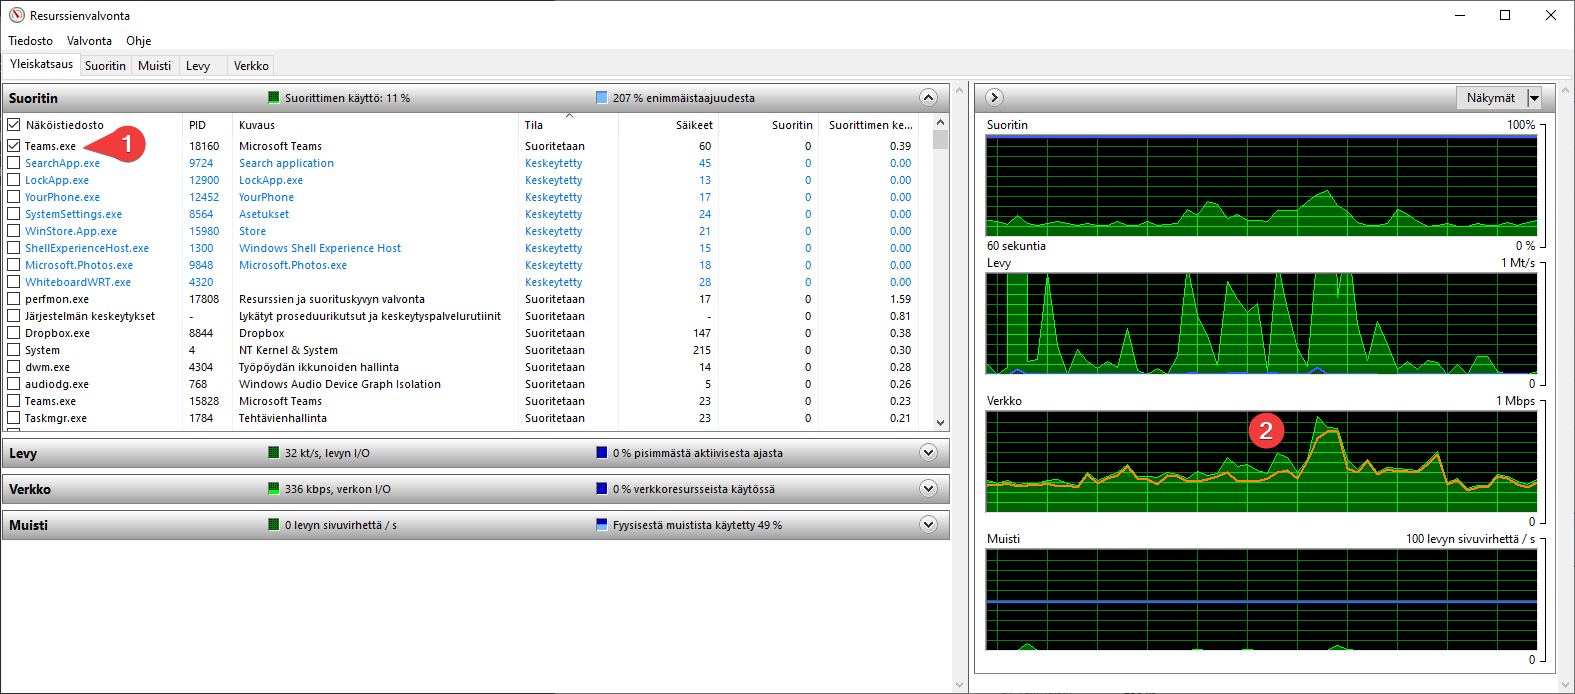 Resurssienvalvonta
Tiedosto Valvonta Ohje
Yleiskatsaus Suoritin Muisti Levy Verkko
Suoritin Suorittimen käyttö: 11 % 207 % enimmäistaajuudesta
Näköistiedosto PID Kuvaus Tila Säikeet Suoritin Suorittimen ke...
Teams.exe 18160 Microsoft Teams Suoritetaan 60 0 0.39
1
SearchApp.exe 9724 Search application Keskeytetty 45 0 0.00
LockApp.exe 12900 LockApp.exe Keskeytetty 13 0 0.00
YourPhone.exe 12452 YourPhone Keskeytetty 17 0 0.00
SystemSettings.exe 8564 Asetukset Keskeytetty 24 0 0.00
WinStore.App.exe 15980 Store Keskeytetty 21 0 0.00
ShellExperienceHost.exe 1300 Windows Shell Experience Host Keskeytetty 15 0 0.00
Microsoft.Photos.exe 9848 Microsoft.Photos.exe Keskeytetty 18 0 0.00
WhiteboardWRT.exe 4320 Keskeytetty 28 0 0.00
perfmon.exe 17808 Resurssien ja suorituskyvyn valvonta Suoritetaan 17 0 1.59
Järjestelmän keskeytykset - Lykätyt proseduurikutsut ja keskeytyspalvelurutiinit Suoritetaan - 0 0.81
Dropbox.exe 8844 Dropbox Suoritetaan 147 0 0.38
System 4 NT Kernel & System Suoritetaan 215 0 0.30
dwm.exe 4304 Työpöydän ikkunoiden hallinta Suoritetaan 14 0 0.28
audiodg.exe 768 Windows Audio Device Graph Isolation Suoritetaan 5 0 0.26
Teams.exe 15828 Microsoft Teams Suoritetaan 23 0 0.23
Taskmgr.exe 1784 Tehtävienhallinta Suoritetaan 23 0 0.21
Levy 32 kt/s, levyn I/O 0 % pisimmästä aktiivisesta ajasta
Verkko 336 kbps, verkon I/O 0 % verkkoresursseista käytössä
Muisti 0 levyn sivuvirhettä / s Fyysisestä muistista käytetty 49 %
Näkymät
Suoritin 100%
60 sekuntia 0 %
Levy 1 Mt/s
0
Verkko 1 Mbps
2
0
Muisti 100 levyn sivuvirhettä / s
0